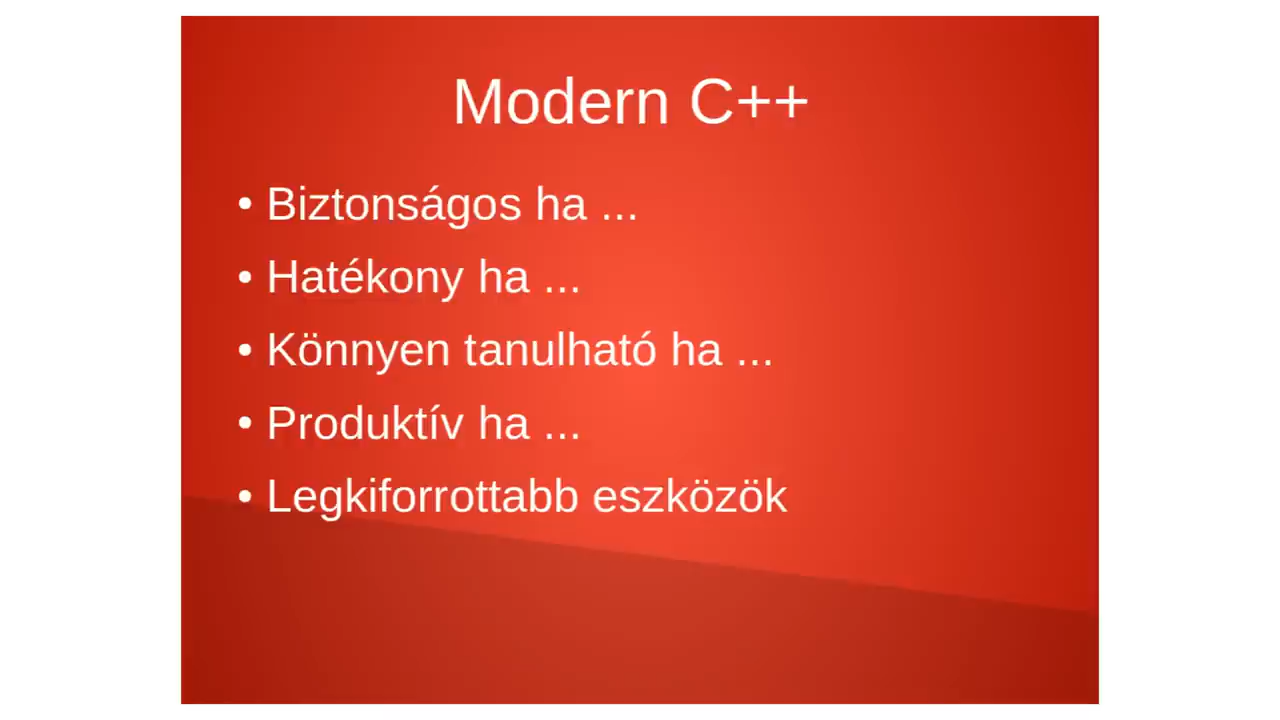 Modern C++
• Biztonságos ha ...
• Hatékony ha ...
• Könnyen tanulható ha ...
• Produktív ha ...
• Legkiforrottabb eszközök